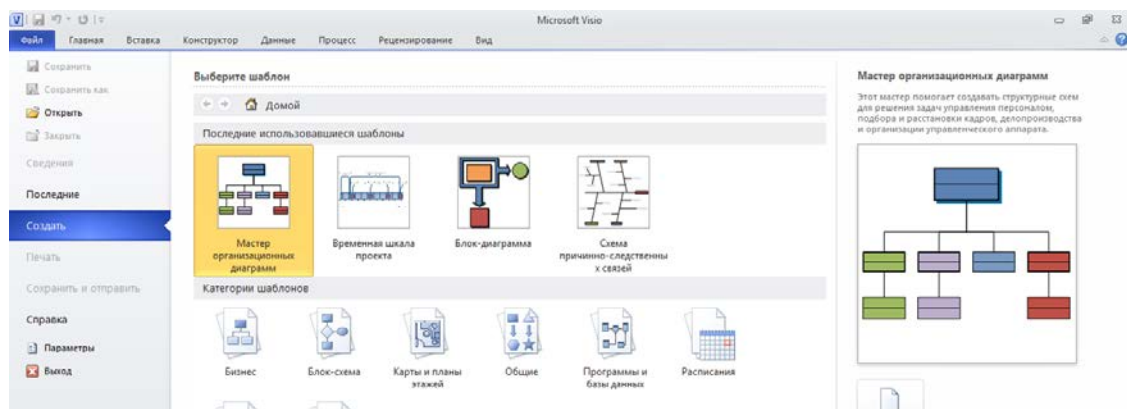 Microsoft Visio
Файл Главная Вставка Конструктор Данные Процесс Рецензирование Вид
Сохранить
Сохранить как
Открыть
Закрыть
Сведения
Последние
Создать
Печать
Сохранить и отправить
Справка
Параметры
Выход
Выберите шаблон
Домой
Последние использовавшиеся шаблоны
Мастер
организационных
диаграмм
Временная шкала
проекта
Блок-диаграмма
Схема
причинно-следственны
х связей
Категории шаблонов
Бизнес
Блок-схема
Карты и планы
этажей
Общие
Программы и
базы данных
Расписания
Мастер организационных диаграмм
Этот мастер помогает создавать структурные схем
для решения задач управления персоналом,
подбора и расстановки кадров, делопроизводства
и организации управленческого аппарата.